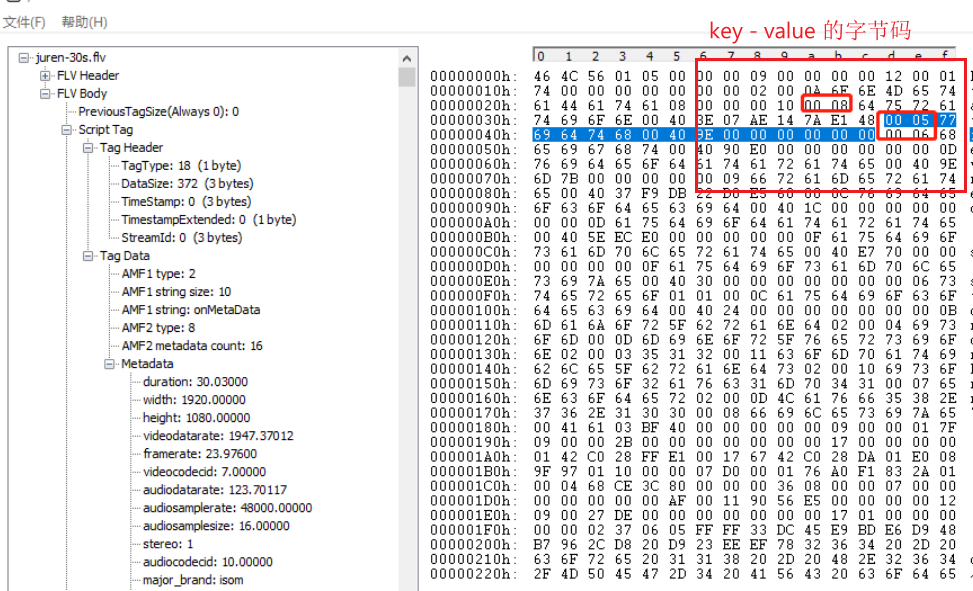 文件(F) 帮助(H)
key - value 的字节码
juren-30s.flv
FLV Header
FLV Body
PreviousTagSize(Always 0): 0
Script Tag
Tag Header
TagType: 18 (1 byte)
DataSize: 372 (3 bytes)
TimeStamp: 0 (3 bytes)
TimestampExtended: 0 (1 byte)
StreamId: 0 (3 bytes)
Tag Data
AMF1 type: 2
AMF1 string size: 10
AMF1 string: onMetaData
AMF2 type: 8
AMF2 metadata count: 16
Metadata
duration: 30.03000
width: 1920.00000
height: 1080.00000
videodatarate: 1947.37012
framerate: 23.97600
videocodecid: 7.00000
audiodatarate: 123.70117
audiosamplerate: 48000.00000
audiosamplesize: 16.00000
stereo: 1
audiocodecid: 10.00000
major_brand: isom
0 1 2 3 4 5 6 7 8 9 a b c d e f
00000000h: 46 4C 56 01 05 00 00 00 09 00 00 00 00 12 00 01
00000010h: 74 00 00 00 00 00 00 00 02 00 0A 6F 6E 4D 65 74
00000020h: 61 44 61 74 61 08 00 00 00 10 00 08 64 75 72 61
00000030h: 74 69 6F 6E 00 40 3E 07 AE 14 7A E1 48 00 05 77
00000040h: 69 64 74 68 00 40 9E 00 00 00 00 00 00 00 06 68
00000050h: 65 69 67 68 74 00 40 90 E0 00 00 00 00 00 00 0D
00000060h: 76 69 64 65 6F 64 61 74 61 72 61 74 65 00 40 9E
00000070h: 6D 7B 00 00 00 00 00 09 66 72 61 6D 65 72 61 74
00000080h: 65 00 40 37 F9 DB 22 D0 E5 60 00 0C 76 69 64 65
00000090h: 6F 63 6F 64 65 63 69 64 00 40 1C 00 00 00 00 00
000000A0h: 00 00 0D 61 75 64 69 6F 64 61 74 61 72 61 74 65
000000B0h: 00 40 5E EC E0 00 00 00 00 00 0F 61 75 64 69 6F
000000C0h: 73 61 6D 70 6C 65 72 61 74 65 00 40 E7 70 00 00
000000D0h: 00 00 00 00 0F 61 75 64 69 6F 73 61 6D 70 6C 65
000000E0h: 73 69 7A 65 00 40 30 00 00 00 00 00 00 00 06 73
000000F0h: 74 65 72 65 6F 01 01 00 0C 61 75 64 69 6F 63 6F
00000100h: 64 65 63 69 64 00 40 24 00 00 00 00 00 00 00 0B
00000110h: 6D 61 6A 6F 72 5F 62 72 61 6E 64 02 00 04 69 73
00000120h: 6F 6D 00 0D 6D 69 6E 6F 72 5F 76 65 72 73 69 6F
00000130h: 6E 02 00 03 35 31 32 00 11 63 6F 6D 70 61 74 69
00000140h: 62 6C 65 5F 62 72 61 6E 64 73 02 00 10 69 73 6F
00000150h: 6D 69 73 6F 32 61 76 63 31 6D 70 34 31 00 07 65
00000160h: 6E 63 6F 64 65 72 02 00 0D 4C 61 76 66 35 38 2E
00000170h: 37 36 2E 31 30 30 00 08 66 69 6C 65 73 69 7A 65
00000180h: 00 41 61 03 BF 40 00 00 00 00 00 09 00 00 01 7F
00000190h: 09 00 00 2B 00 00 00 00 00 00 00 17 00 00 00 00
000001A0h: 01 42 C0 28 FF E1 00 17 67 42 C0 28 DA 01 E0 08
000001B0h: 9F 97 01 10 00 00 07 D0 00 01 76 A0 F1 83 2A 01
000001C0h: 00 04 68 CE 3C 80 00 00 00 36 08 00 00 07 00 00
000001D0h: 00 00 00 00 00 AF 00 11 90 56 E5 00 00 00 00 12
000001E0h: 09 00 27 DE 00 00 00 00 00 00 00 17 01 00 00 00
000001F0h: 00 00 02 37 06 05 FF FF 33 DC 45 E9 BD E6 D9 48
00000200h: B7 96 2C D8 20 D9 23 EE EF 78 32 36 34 20 2D 20
00000210h: 63 6F 72 65 20 31 31 38 20 2D 20 48 2E 32 36 34
00000220h: 2F 4D 50 45 47 2D 34 20 41 56 43 20 63 6F 64 65